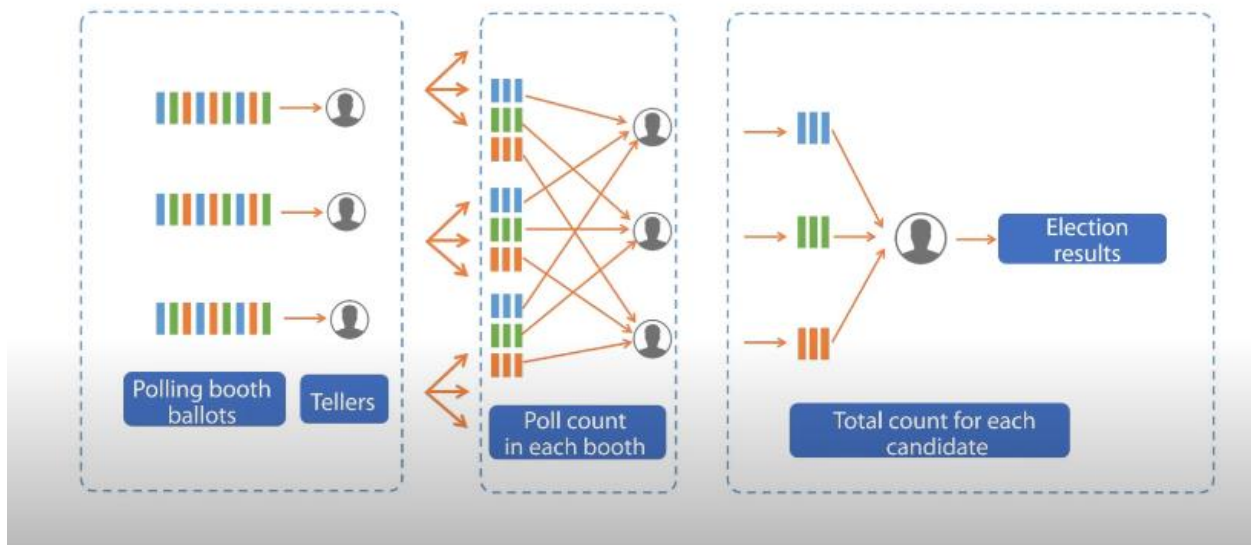 Election
results
Polling booth
ballots
Tellers
Poll count
in each booth
Total count for each
candidate